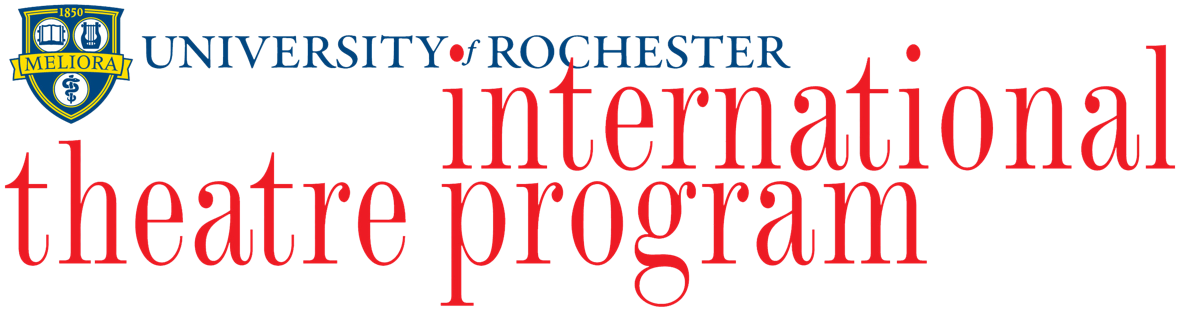 1850
MELIORA
UNIVERSITY of ROCHESTER
international
theatre program